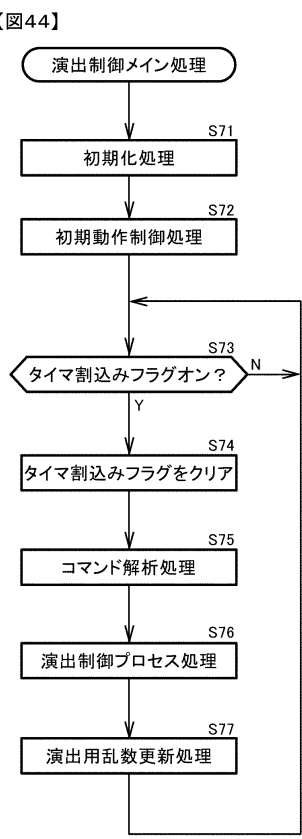 【図44】
演出制御メイン処理
S71
初期化処理
S72
初期動作制御処理
S73
タイマ割込みフラグオン？
N
Y
S74
タイマ割込みフラグをクリア
S75
コマンド解析処理
S76
演出制御プロセス処理
S77
演出用乱数更新処理